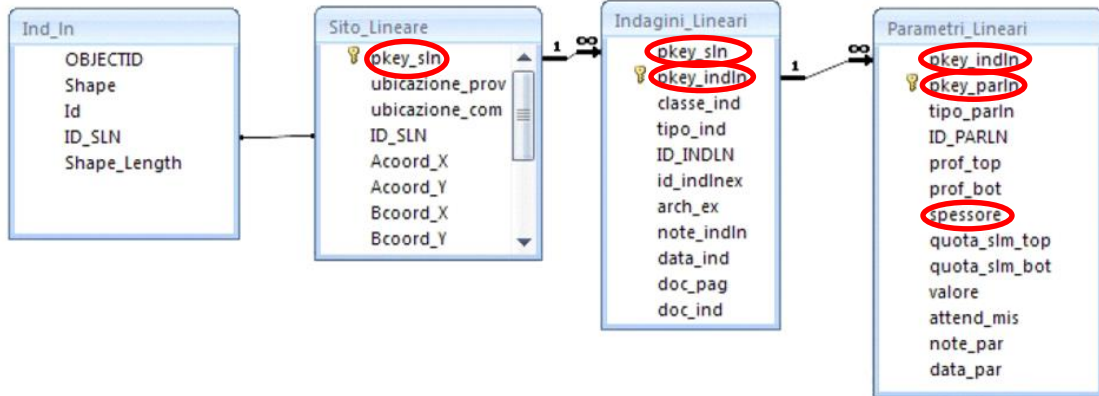 Ind_ln
OBJECTID
Shape
Id
ID_SLN
Shape_Length
Sito_Lineare
pkey_sln
ubicazione_prov
ubicazione_com
ID_SLN
Acoord_X
Acoord_Y
Bcoord_X
Bcoord_Y
1
∞
Indagini_Lineari
pkey_sln
pkey_indln
classe_ind
tipo_ind
ID_INDLN
id_indlnex
arch_ex
note_indln
data_ind
doc_pag
doc_ind
1
∞
Parametri_Lineari
pkey_indln
pkey_parln
tipo_parln
ID_PARLN
prof_top
prof_bot
spessore
quota_slm_top
quota_slm_bot
valore
attend_mis
note_par
data_par